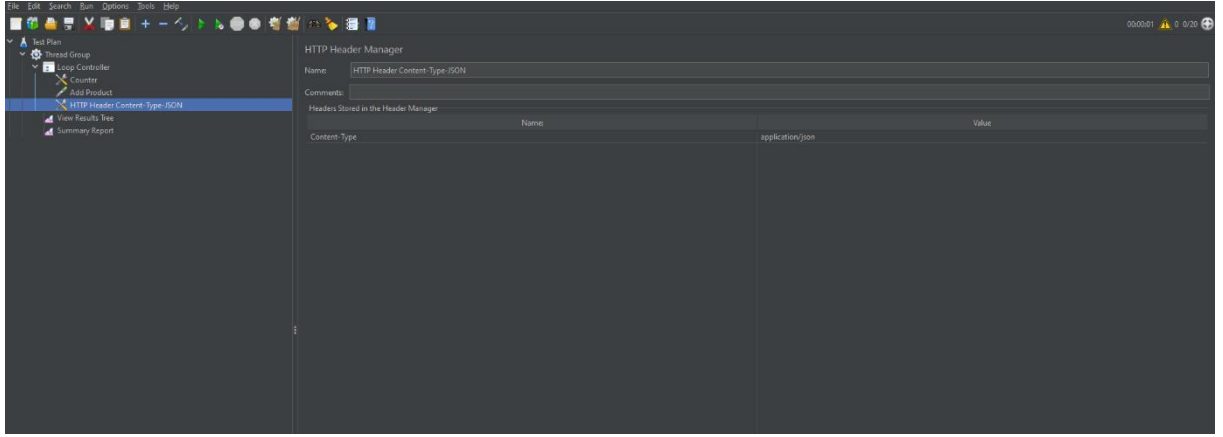 File Edit Search Run Options Tools Help
00:00:01 0 0/20
Test Plan
Thread Group
Loop Controller
Counter
Add Product
HTTP Header Content-Type-JSON
View Results Tree
Summary Report
HTTP Header Manager
Name: HTTP Header Content-Type-JSON
Comments:
Headers Stored in the Header Manager
Name: Value
Content-Type application/json